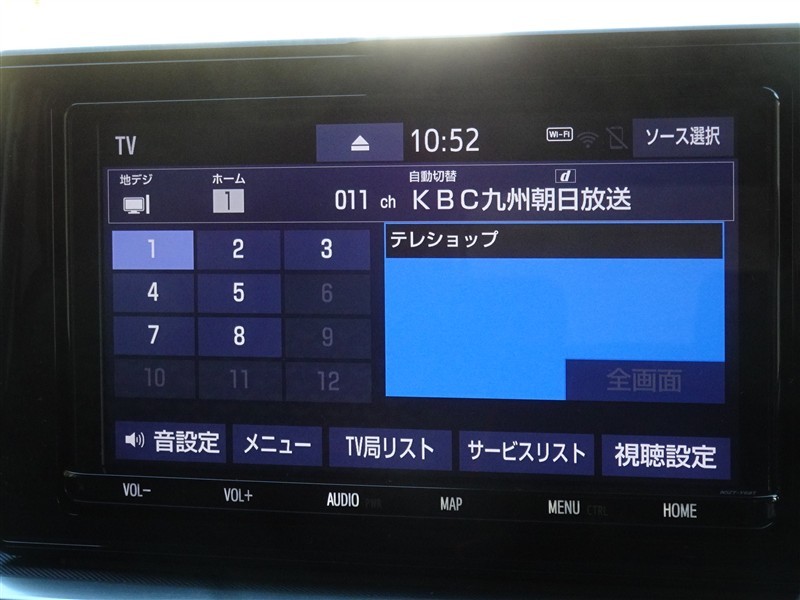 TV
10:52
Wi-Fi
ソース選択
地デジ
ホーム
1
自動切替
d
011 ch KBC九州朝日放送
1 2 3
4 5 6
7 8 9
10 11 12
テレショップ
全画面
音設定
メニュー
TV局リスト
サービスリスト
視聴設定
VOL-
VOL+
AUDIO
MAP
MENU
CTRL
HOME